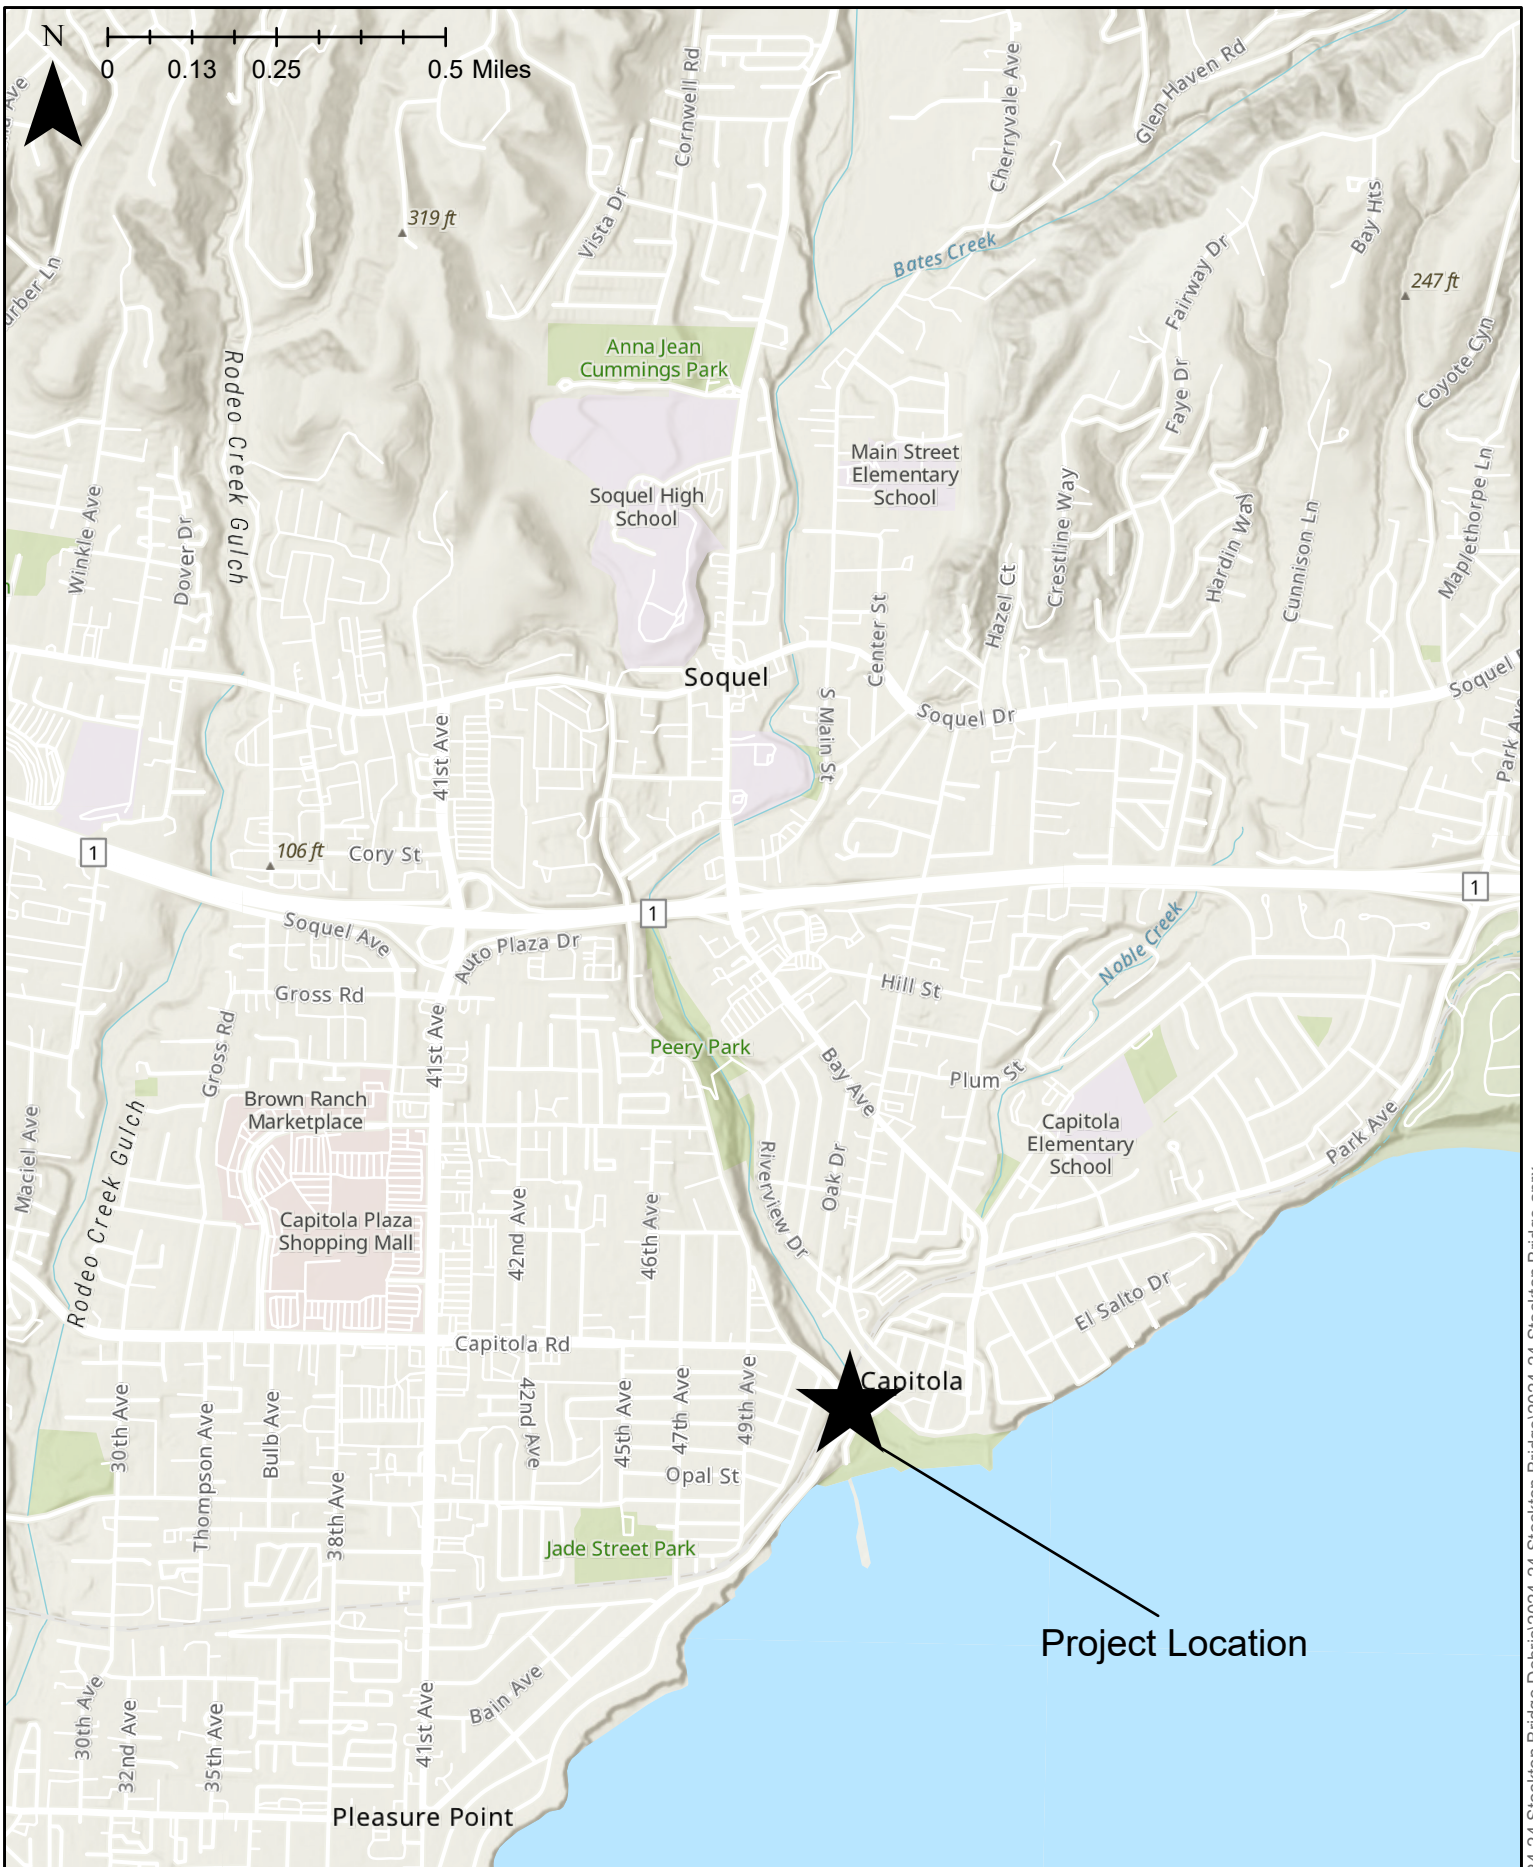 N
0 0.13 0.25 0.5 Miles
Cornwell Rd
Cherryvale Ave
Glen Haven Rd
Ave
319 ft
Vista Dr
Bates Creek
Fairway Dr
Bay Hts
247 ft
urber Ln
Anna Jean
Cummings Park
Rodeo Creek Gulch
Faye Dr
Coyote Cyn
Main Street
Elementary
School
Soquel High
School
Winkle Ave
Dover Dr
Crestline Way
Hardin Way
Cunnison Ln
Maplethorpe Ln
Hazel Ct
Center St
Soquel
Soquel
S Main St
Soquel Dr
41st Ave
Park Ave
1
106 ft
Cory St
1
1
Soquel Ave
Auto Plaza Dr
Noble Creek
Gross Rd
Hill St
Gross Rd
41st Ave
Peery Park
Bay Ave
Plum St
Brown Ranch
Marketplace
Capitola
Elementary
School
Park Ave
Maciel Ave
Rodeo Creek Gulch
Riverview Dr
Oak Dr
Capitola Plaza
Shopping Mall
42nd Ave
46th Ave
El Salto Dr
Capitola Rd
Capitola
30th Ave
Thompson Ave
Bulb Ave
42nd Ave
45th Ave
47th Ave
49th Ave
Opal St
38th Ave
Jade Street Park
Project Location
30th Ave
32nd Ave
35th Ave
41st Ave
Bain Ave
Pleasure Point